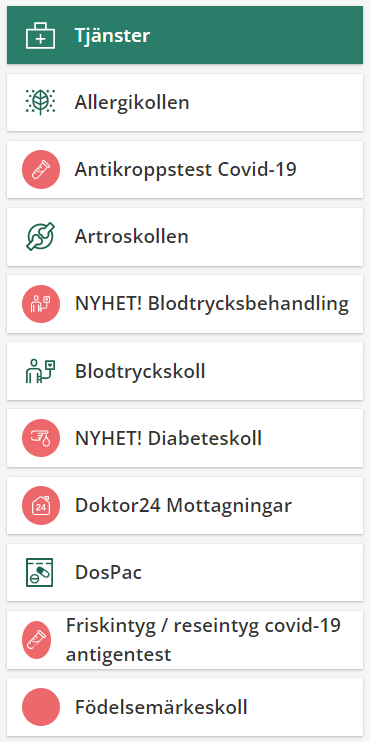 Tjänster
Allergikollen
Antikroppstest Covid-19
Artroskollen
NYHET! Blodtrycksbehandling
Blodtryckskoll
NYHET! Diabeteskoll
24
Doktor24 Mottagningar
DosPac
Friskintyg / reseintyg covid-19
antigentest
Födelsemärkeskoll